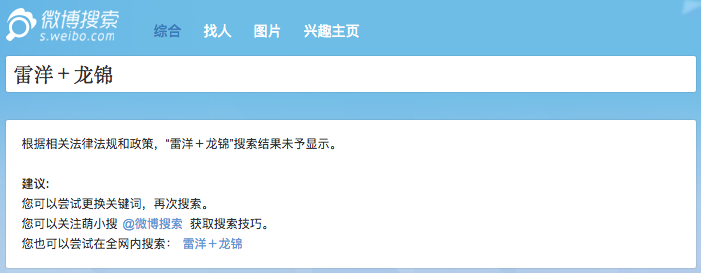 微博搜索
s.weibo.com
综合 找人 图片 兴趣主页
雷洋＋龙锦
根据相关法律法规和政策，“雷洋＋龙锦”搜索结果未予显示。
建议:
您可以尝试更换关键词，再次搜索。
您可以关注萌小搜 @微博搜索 获取搜索技巧。
您也可以尝试在全网内搜索： 雷洋＋龙锦